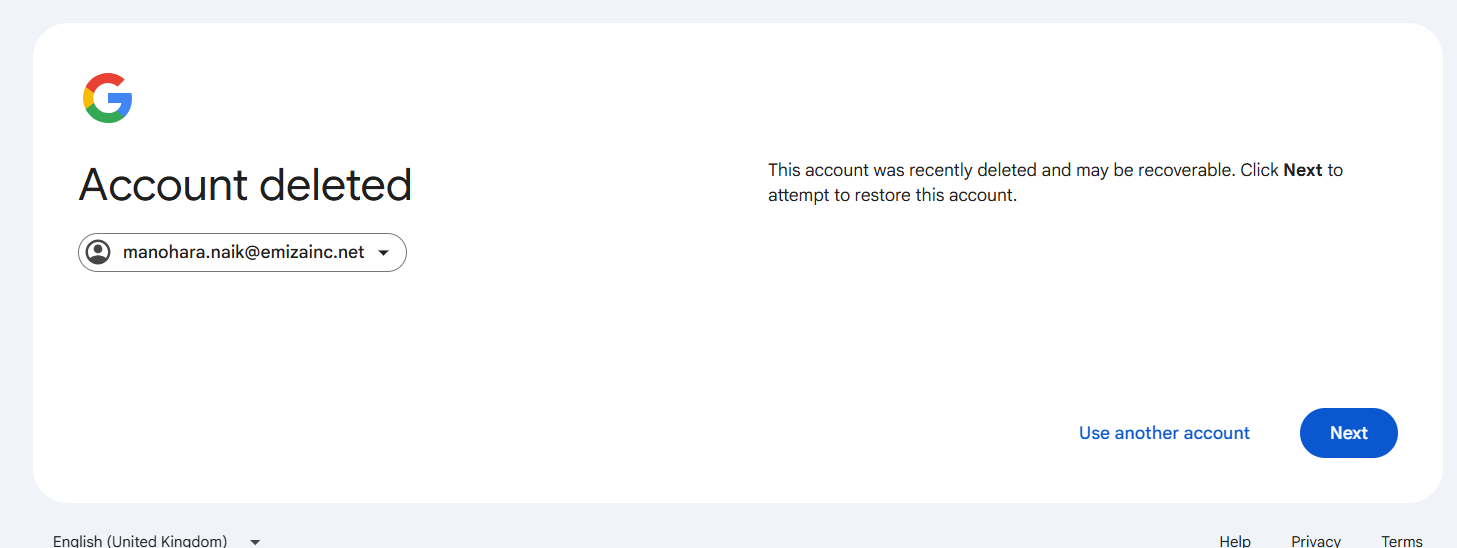 Account deleted
manohara.naik@emizainc.net
This account was recently deleted and may be recoverable. Click Next to
attempt to restore this account.
Use another account
Next
English (United Kingdom)
Help
Privacy
Terms